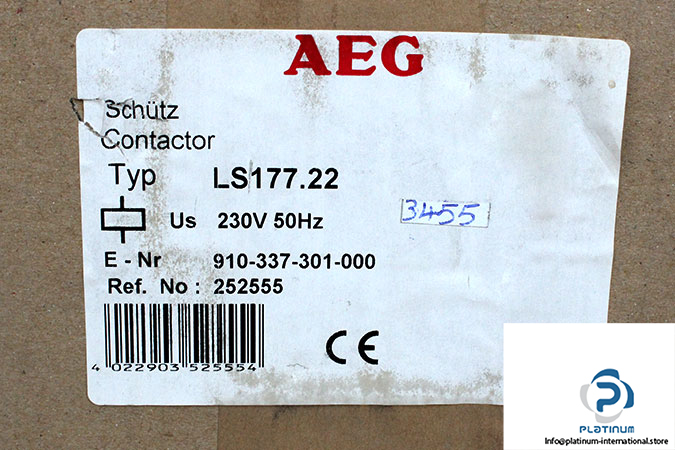 AEG
Schütz
Contactor
Typ LS177.22
Us 230V 50Hz
3455
E - Nr 910-337-301-000
Ref. No : 252555
4 022903 525554
CE
P
PLATINUM
Info@platinum-international.store